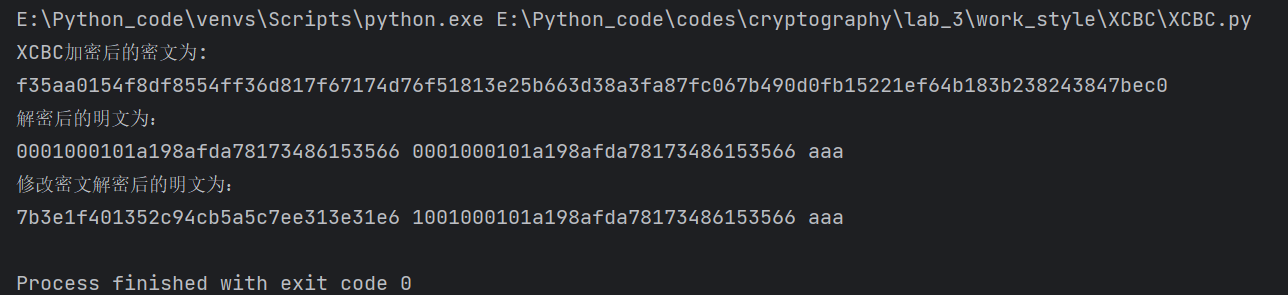 E:\Python_code\venvs\Scripts\python.exe E:\Python_code\codes\cryptography\lab_3\work_style\XCBC\XCBC.py
XCBC加密后的密文为:
f35aa0154f8df8554ff36d817f67174d76f51813e25b663d38a3fa87fc067b490d0fb15221ef64b183b238243847bec0
解密后的明文为:
0001000101a198afda78173486153566 0001000101a198afda78173486153566 aaa
修改密文解密后的明文为:
7b3e1f401352c94cb5a5c7ee313e31e6 1001000101a198afda78173486153566 aaa
Process finished with exit code 0